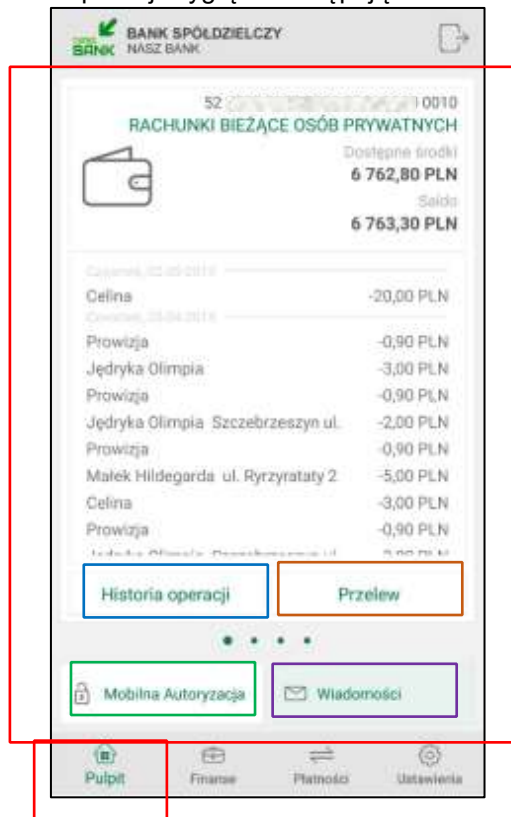 BANK SPÓŁDZIELCZY
BANK NASZ BANK
52 0010
RACHUNKI BIEŻĄCE OSÓB PRYWATNYCH
Dostępne środki
6 762,80 PLN
Saldo
6 763,30 PLN
Celina -20,00 PLN
Prowizja -0,90 PLN
Jędryka Olimpia -3,00 PLN
Prowizja -0,90 PLN
Jędryka Olimpia Szczebrzeszyn ul. -2,00 PLN
Prowizja -0,90 PLN
Małek Hildegarda ul. Ryrzyrataty 2 -5,00 PLN
Celina -3,00 PLN
Prowizja -0,90 PLN
Historia operacji Przelew
Mobilna Autoryzacja Wiadomości
Pulpit Finanse Płatności Ustawienia